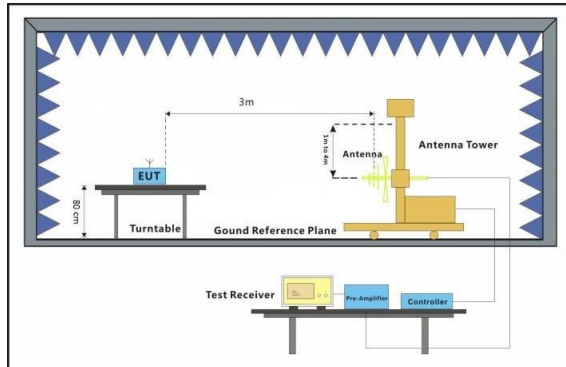 3m
1m to 4m
Antenna
Antenna Tower
EUT
80 cm
Turntable
Gound Reference Plane
Test Receiver
Pre-Amplifier
Controller